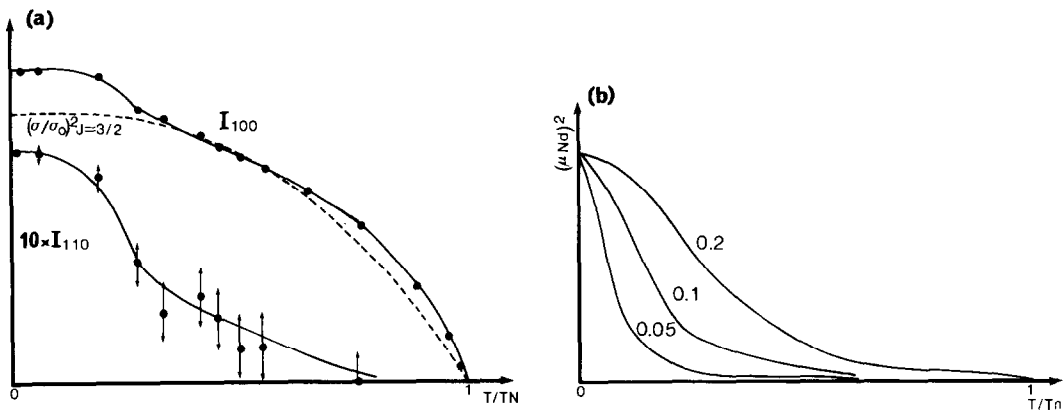 (a)
I100
(σ/σ0)2J=3/2
10×I110
0
1
T/TN
(b)
(μNd)2
0.2
0.1
0.05
0
1
T/Tn